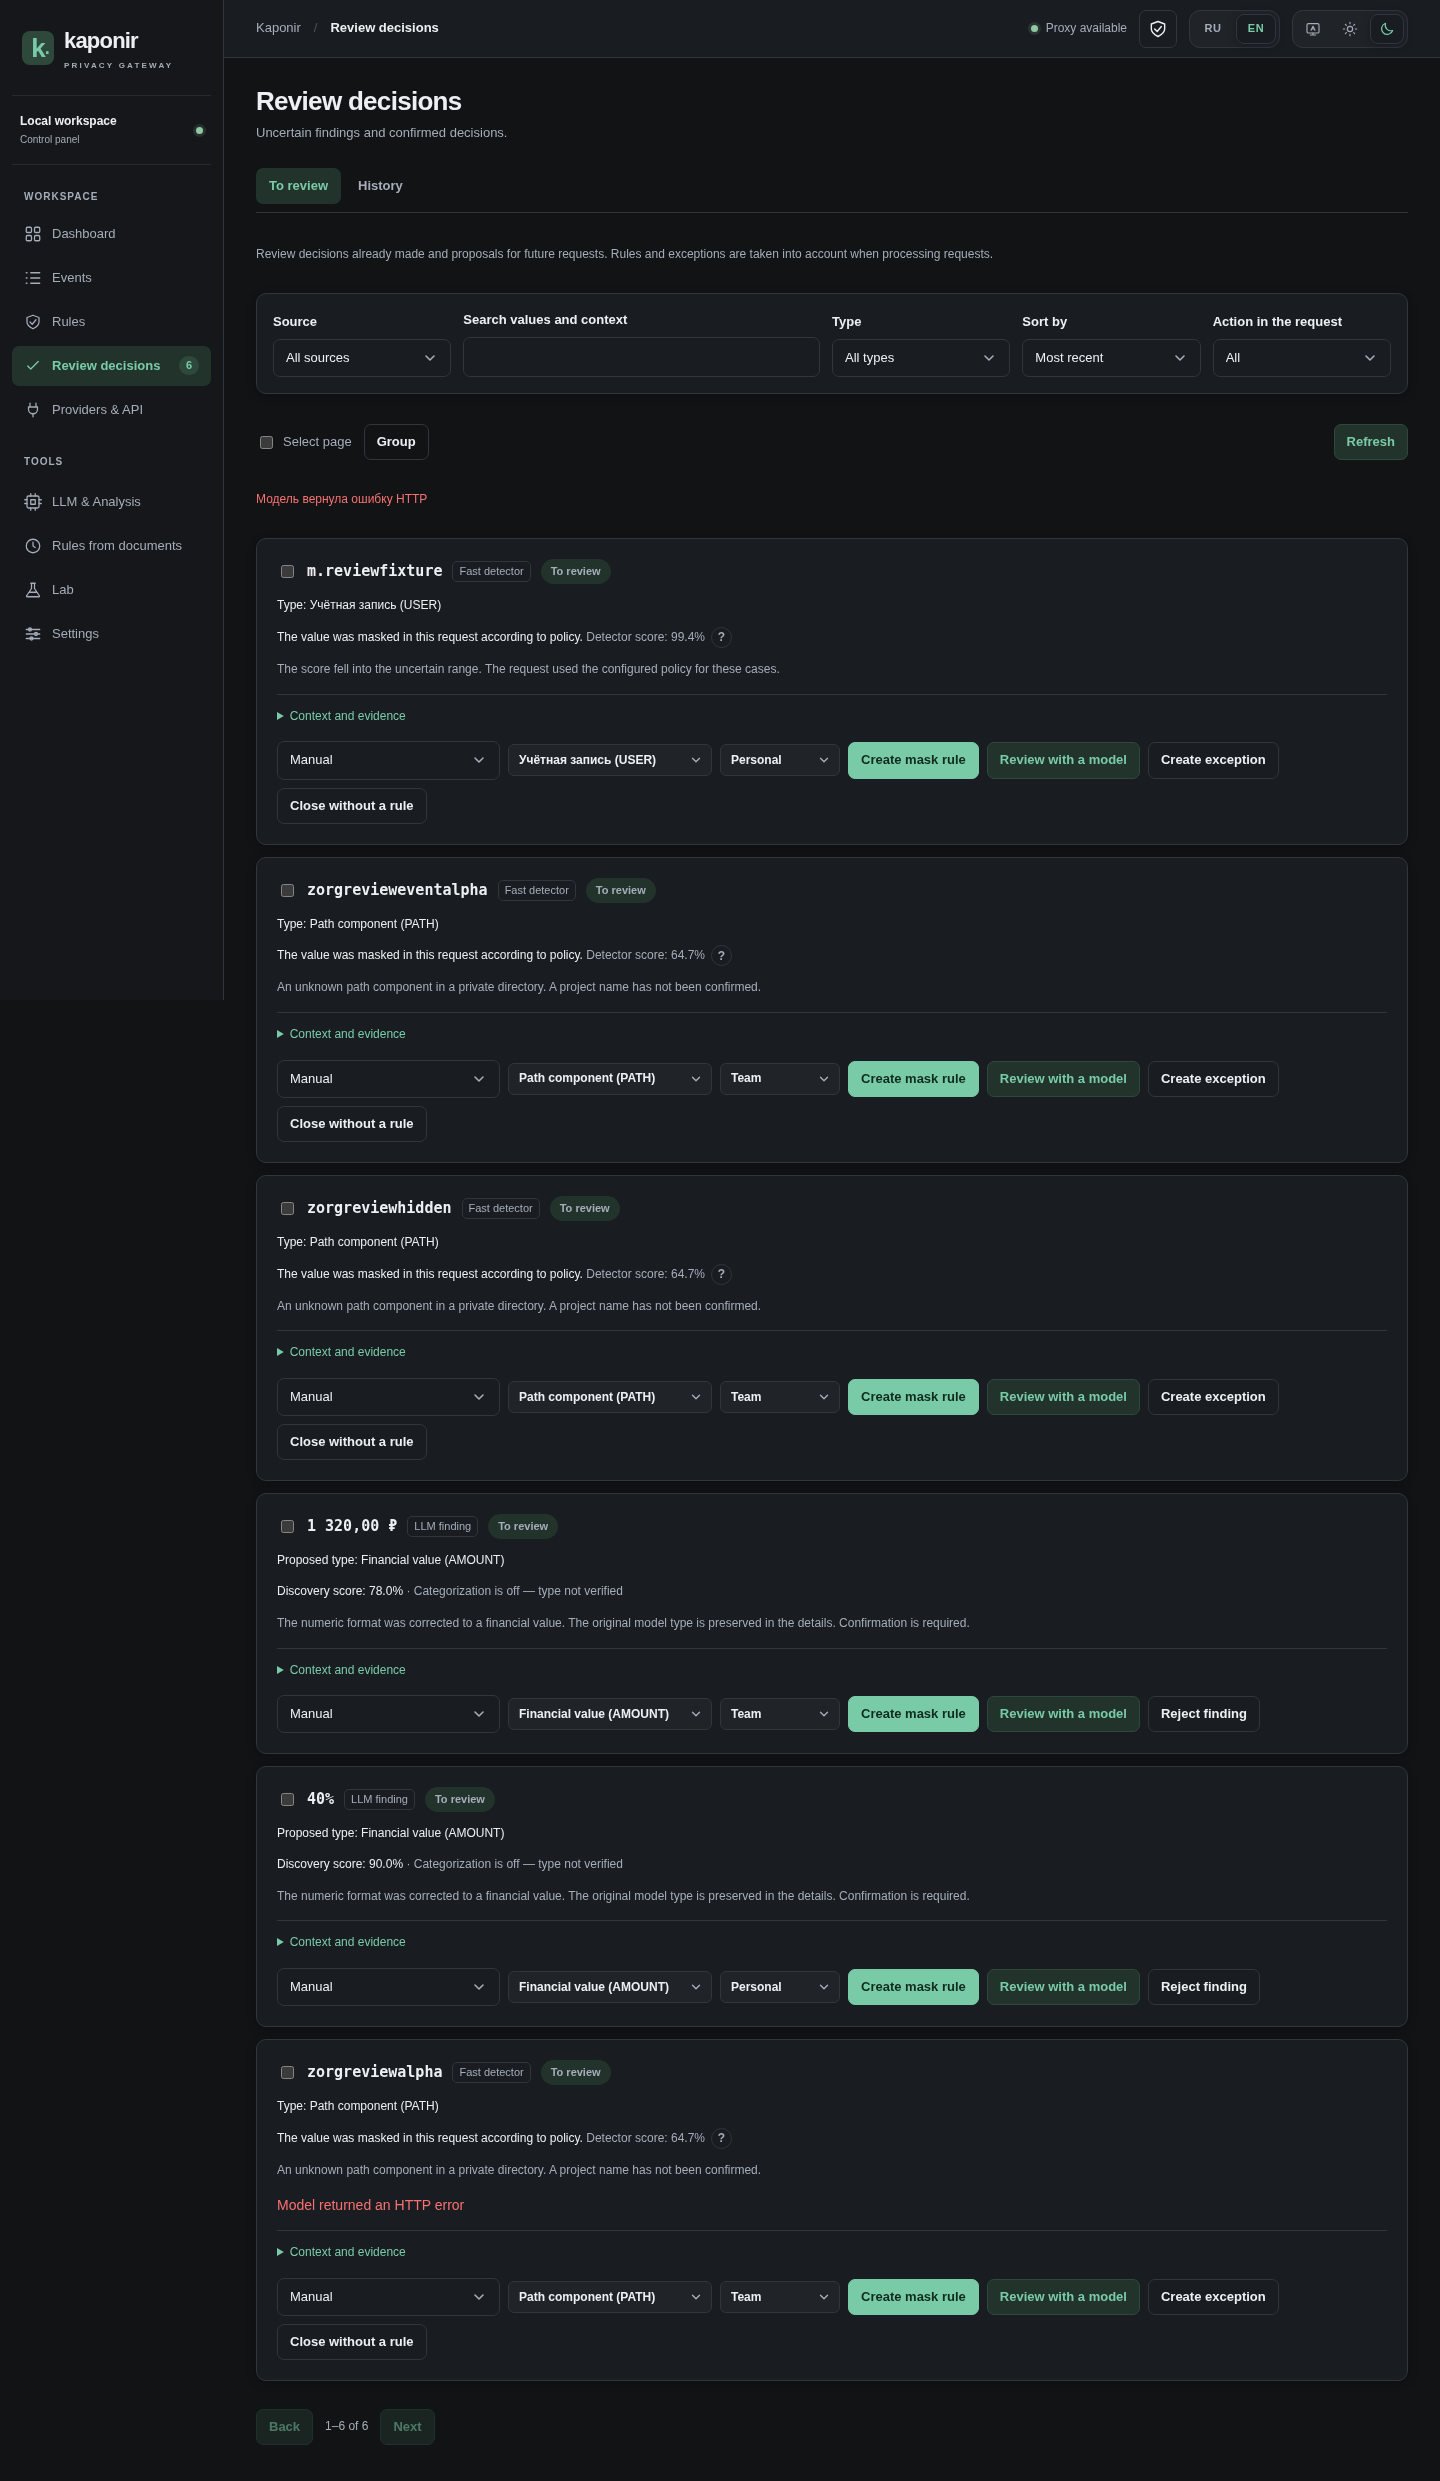 k.
kaponir
PRIVACY GATEWAY
Local workspace
Control panel
WORKSPACE
Dashboard
Events
Rules
Review decisions 6
Providers & API
TOOLS
LLM & Analysis
Rules from documents
Lab
Settings
Kaponir / Review decisions
Proxy available
RU EN
Review decisions
Uncertain findings and confirmed decisions.
To review History
Review decisions already made and proposals for future requests. Rules and exceptions are taken into account when processing requests.
Source Search values and context Type Sort by Action in the request
All sources All types Most recent All
Select page Group Refresh
Модель вернула ошибку HTTP
m.reviewfixture Fast detector To review
Type: Учётная запись (USER)
The value was masked in this request according to policy. Detector score: 99.4% ?
The score fell into the uncertain range. The request used the configured policy for these cases.
Context and evidence
Manual Учётная запись (USER) Personal Create mask rule Review with a model Create exception
Close without a rule
zorgrevieweventalpha Fast detector To review
Type: Path component (PATH)
The value was masked in this request according to policy. Detector score: 64.7% ?
An unknown path component in a private directory. A project name has not been confirmed.
Context and evidence
Manual Path component (PATH) Team Create mask rule Review with a model Create exception
Close without a rule
zorgreviewhidden Fast detector To review
Type: Path component (PATH)
The value was masked in this request according to policy. Detector score: 64.7% ?
An unknown path component in a private directory. A project name has not been confirmed.
Context and evidence
Manual Path component (PATH) Team Create mask rule Review with a model Create exception
Close without a rule
1 320,00 ₽ LLM finding To review
Proposed type: Financial value (AMOUNT)
Discovery score: 78.0% · Categorization is off — type not verified
The numeric format was corrected to a financial value. The original model type is preserved in the details. Confirmation is required.
Context and evidence
Manual Financial value (AMOUNT) Team Create mask rule Review with a model Reject finding
40% LLM finding To review
Proposed type: Financial value (AMOUNT)
Discovery score: 90.0% · Categorization is off — type not verified
The numeric format was corrected to a financial value. The original model type is preserved in the details. Confirmation is required.
Context and evidence
Manual Financial value (AMOUNT) Personal Create mask rule Review with a model Reject finding
zorgreviewalpha Fast detector To review
Type: Path component (PATH)
The value was masked in this request according to policy. Detector score: 64.7% ?
An unknown path component in a private directory. A project name has not been confirmed.
Model returned an HTTP error
Context and evidence
Manual Path component (PATH) Team Create mask rule Review with a model Create exception
Close without a rule
Back 1–6 of 6 Next